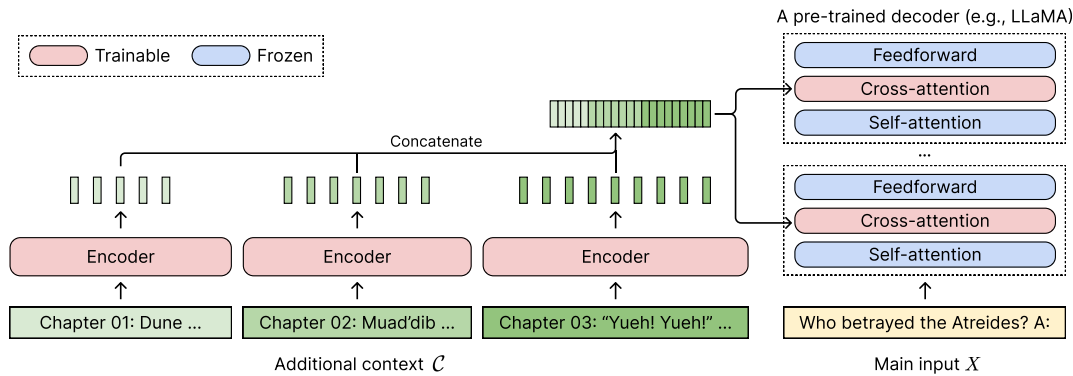 A pre-trained decoder (e.g., LLaMA)
Trainable
Frozen
Feedforward
Cross-attention
Self-attention
...
Feedforward
Cross-attention
Self-attention
Concatenate
Encoder
Encoder
Encoder
Chapter 01: Dune ...
Chapter 02: Muad’dib ...
Chapter 03: “Yueh! Yueh!” ...
Who betrayed the Atreides? A:
Additional context 𝒞
Main input X